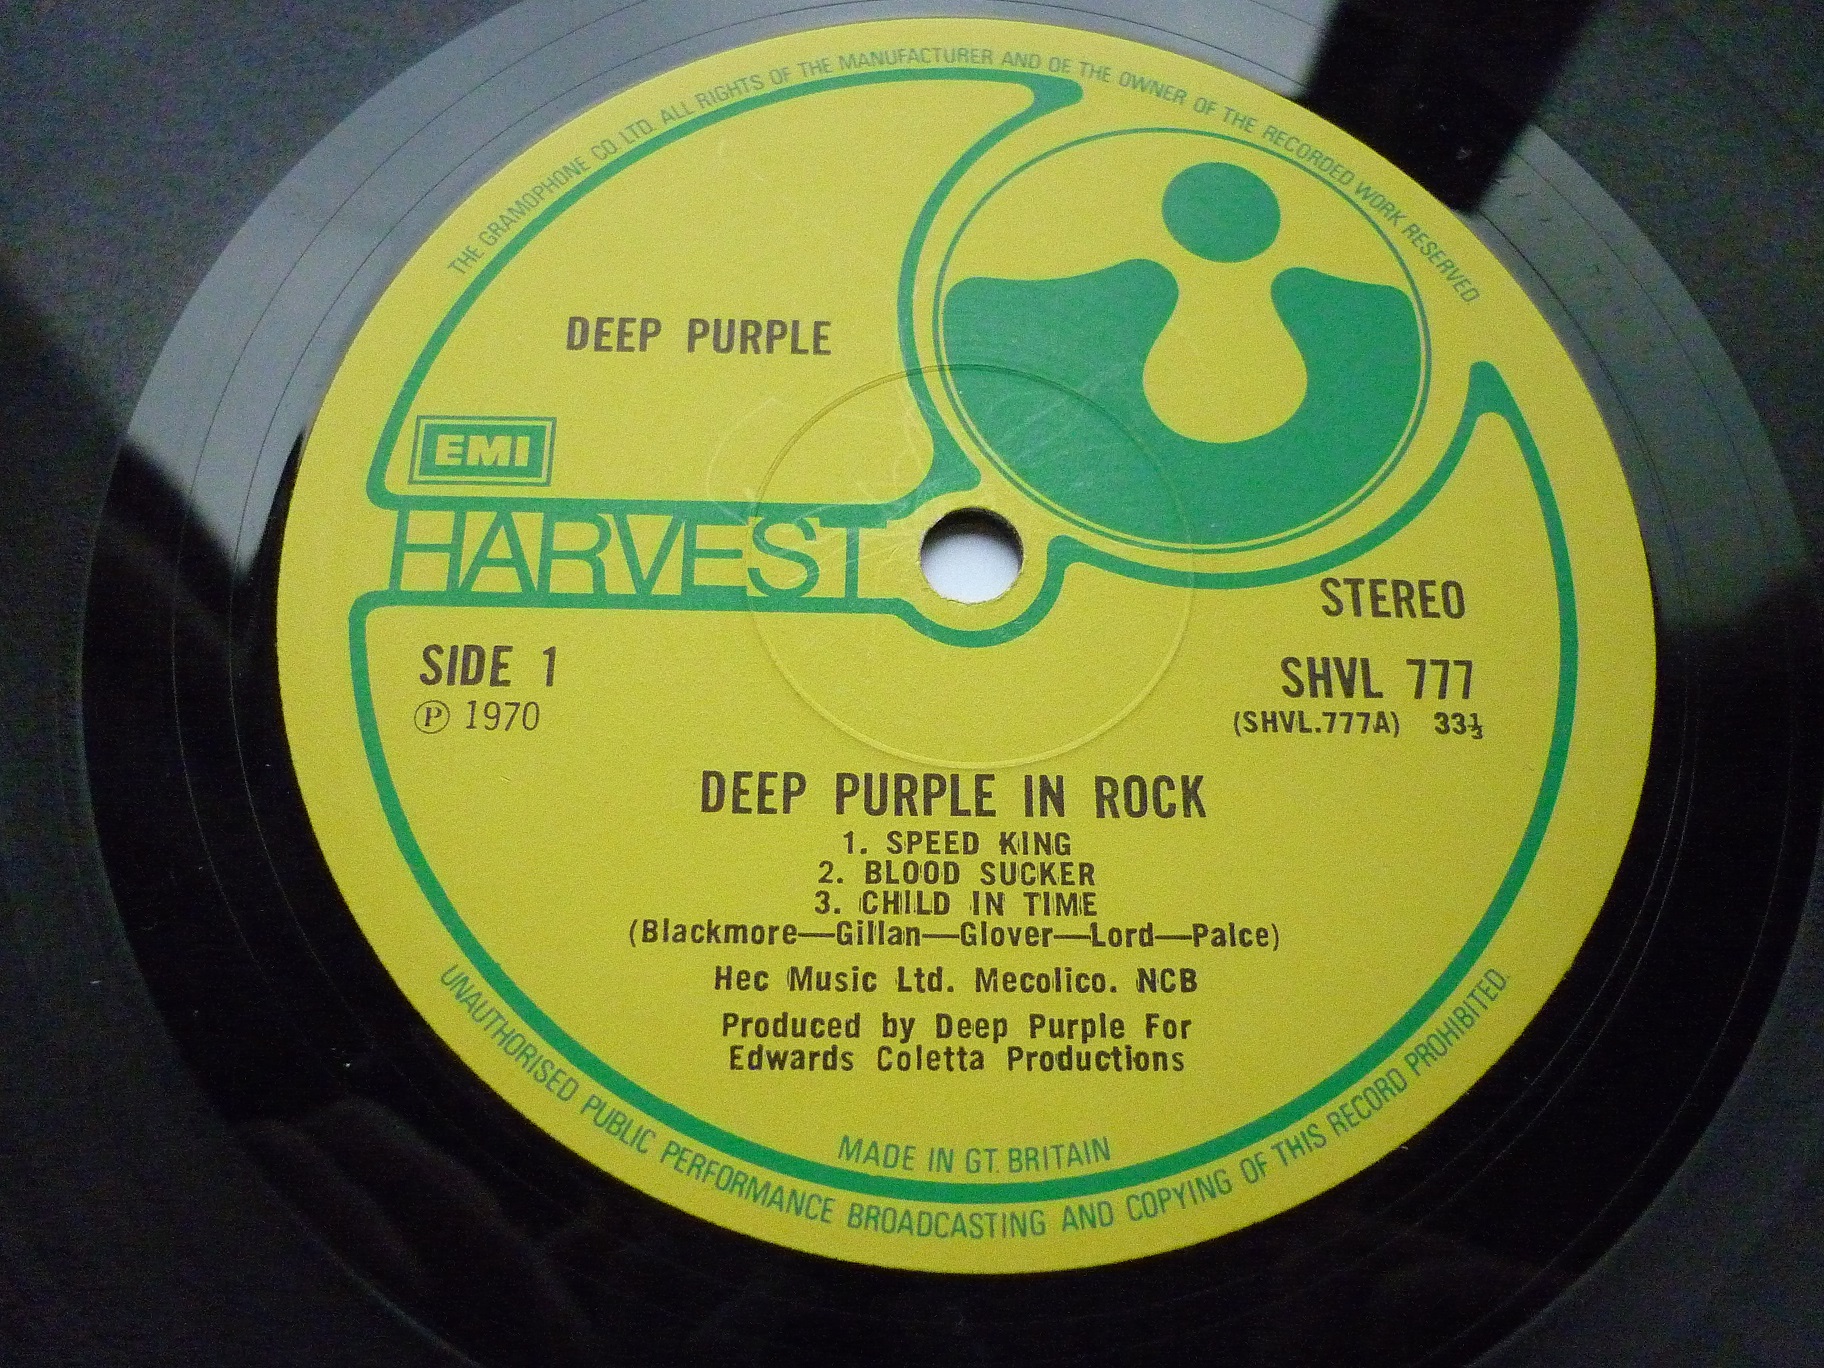 THE GRAMOPHONE CO. LTD. ALL RIGHTS OF THE MANUFACTURER AND OF THE OWNER OF THE RECORDED WORK RESERVED
DEEP PURPLE
EMI
HARVEST
STEREO
SIDE 1
SHVL 777
℗ 1970
(SHVL.777A) 33⅓
DEEP PURPLE IN ROCK
1. SPEED KING
2. BLOOD SUCKER
3. CHILD IN TIME
(Blackmore—Gillan—Glover—Lord—Paice)
Hec Music Ltd. Mecolico. NCB
Produced by Deep Purple For
Edwards Coletta Productions
MADE IN GT. BRITAIN
UNAUTHORISED PUBLIC PERFORMANCE BROADCASTING AND COPYING OF THIS RECORD PROHIBITED.